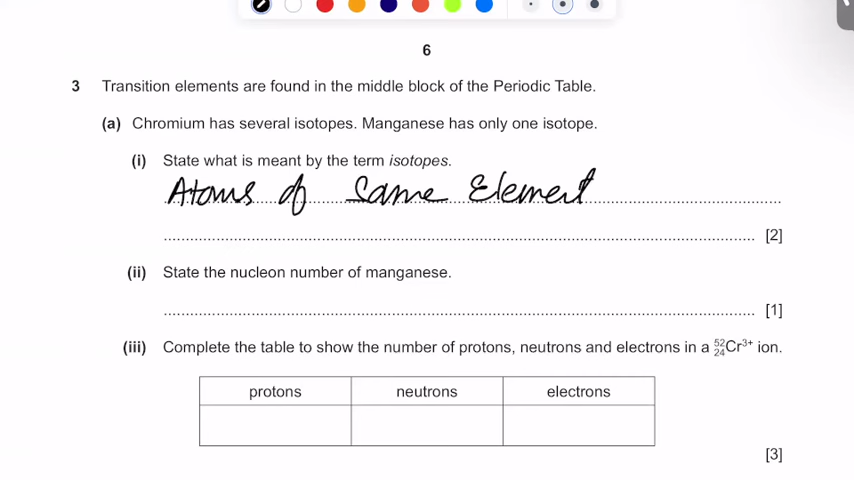 6
3 Transition elements are found in the middle block of the Periodic Table.
(a) Chromium has several isotopes. Manganese has only one isotope.
(i) State what is meant by the term isotopes.
Atoms of Same Element
[2]
(ii) State the nucleon number of manganese.
[1]
(iii) Complete the table to show the number of protons, neutrons and electrons in a ⁵²₂₄Cr³⁺ ion.
protons neutrons electrons
[3]